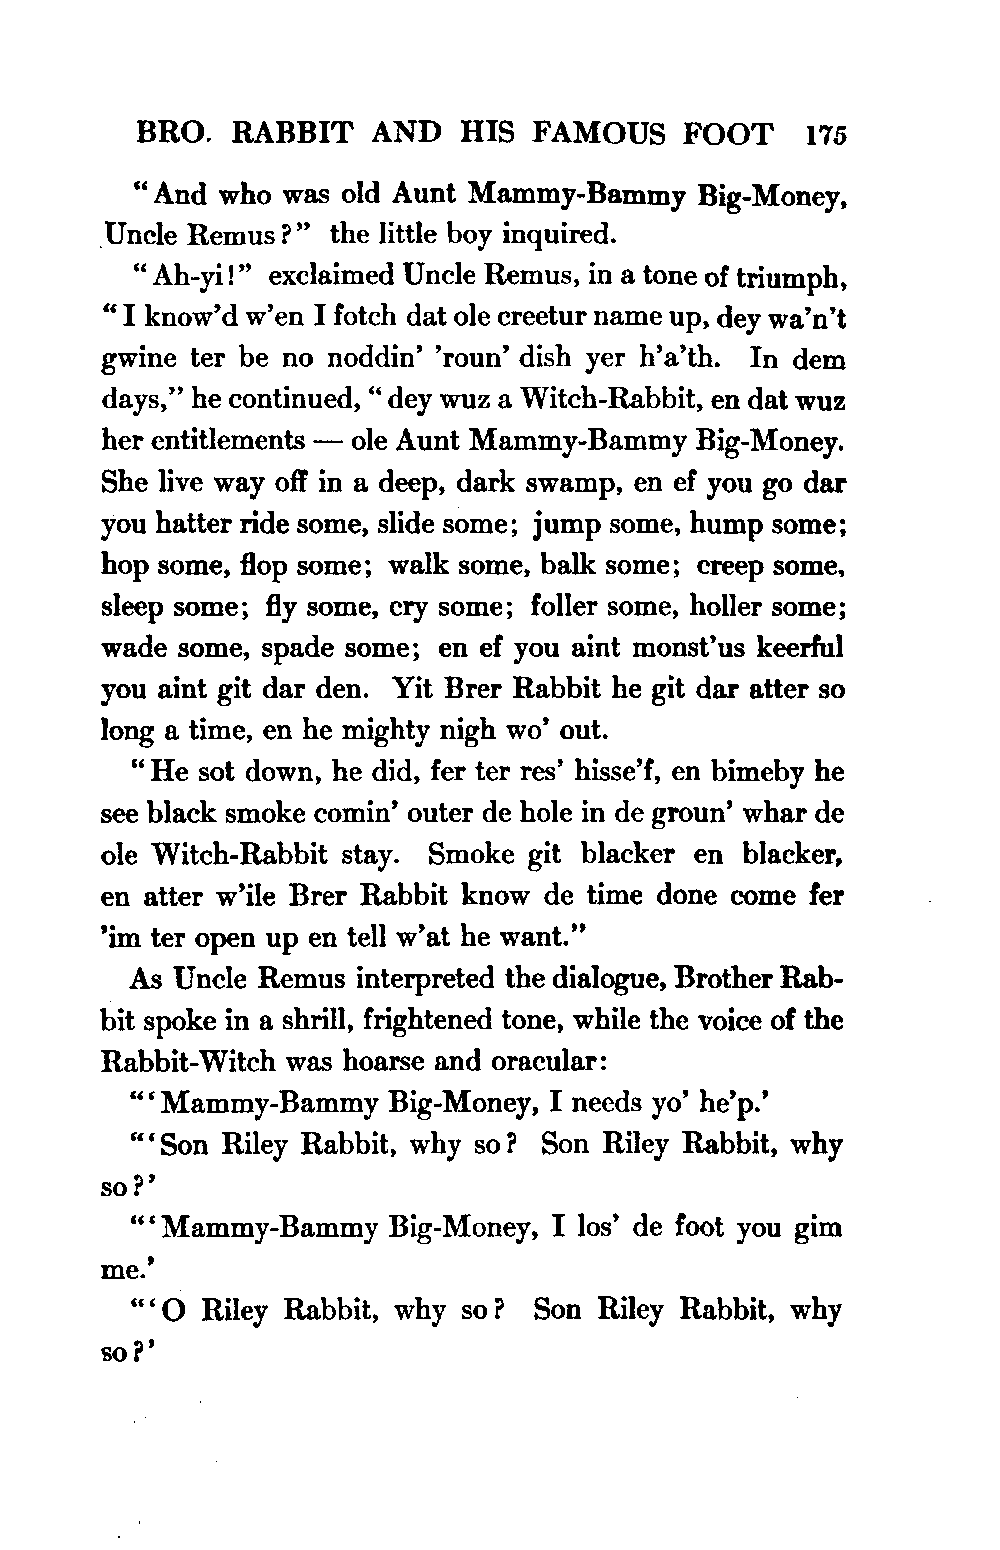 BRO. RABBIT AND HIS FAMOUS FOOT 175
"And who was old Aunt Mammy-Bammy Big-Money,
Uncle Remus?" the little boy inquired.
"Ah-yi!" exclaimed Uncle Remus, in a tone of triumph,
"I know'd w'en I fotch dat ole creetur name up, dey wa'n't
gwine ter be no noddin' 'roun' dish yer h'a'th. In dem
days," he continued, "dey wuz a Witch-Rabbit, en dat wuz
her entitlements — ole Aunt Mammy-Bammy Big-Money.
She live way off in a deep, dark swamp, en ef you go dar
you hatter ride some, slide some; jump some, hump some;
hop some, flop some; walk some, balk some; creep some,
sleep some; fly some, cry some; foller some, holler some;
wade some, spade some; en ef you aint monst'us keerful
you aint git dar den. Yit Brer Rabbit he git dar atter so
long a time, en he mighty nigh wo' out.
"He sot down, he did, fer ter res' hisse'f, en bimeby he
see black smoke comin' outer de hole in de groun' whar de
ole Witch-Rabbit stay. Smoke git blacker en blacker,
en atter w'ile Brer Rabbit know de time done come fer
'im ter open up en tell w'at he want."
As Uncle Remus interpreted the dialogue, Brother Rab-
bit spoke in a shrill, frightened tone, while the voice of the
Rabbit-Witch was hoarse and oracular:
"'Mammy-Bammy Big-Money, I needs yo' he'p.'
"'Son Riley Rabbit, why so? Son Riley Rabbit, why
so?'
"'Mammy-Bammy Big-Money, I los' de foot you gim
me.'
"'O Riley Rabbit, why so? Son Riley Rabbit, why
so?'